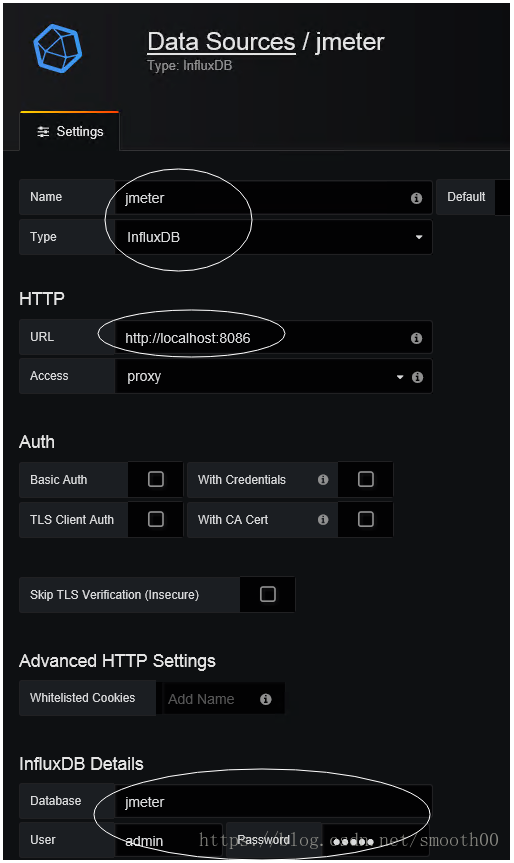 Data Sources / jmeter
Type: InfluxDB
Settings
Name jmeter Default
Type InfluxDB
HTTP
URL http://localhost:8086
Access proxy
Auth
Basic Auth With Credentials
TLS Client Auth With CA Cert
Skip TLS Verification (Insecure)
Advanced HTTP Settings
Whitelisted Cookies Add Name
InfluxDB Details
Database jmeter
User admin Password •••••
https://blog.csdn.net/smooth00